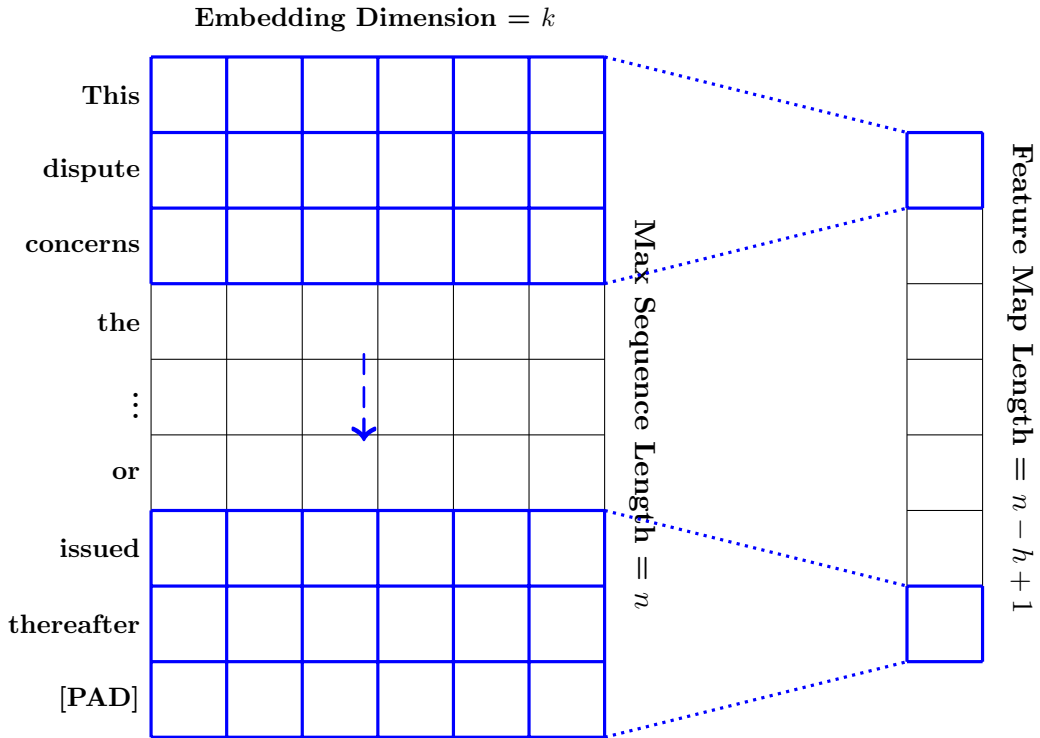 Embedding Dimension = k
This
dispute
concerns
the
⋮
or
issued
thereafter
[PAD]
Max Sequence Length = n
Feature Map Length = n − h + 1